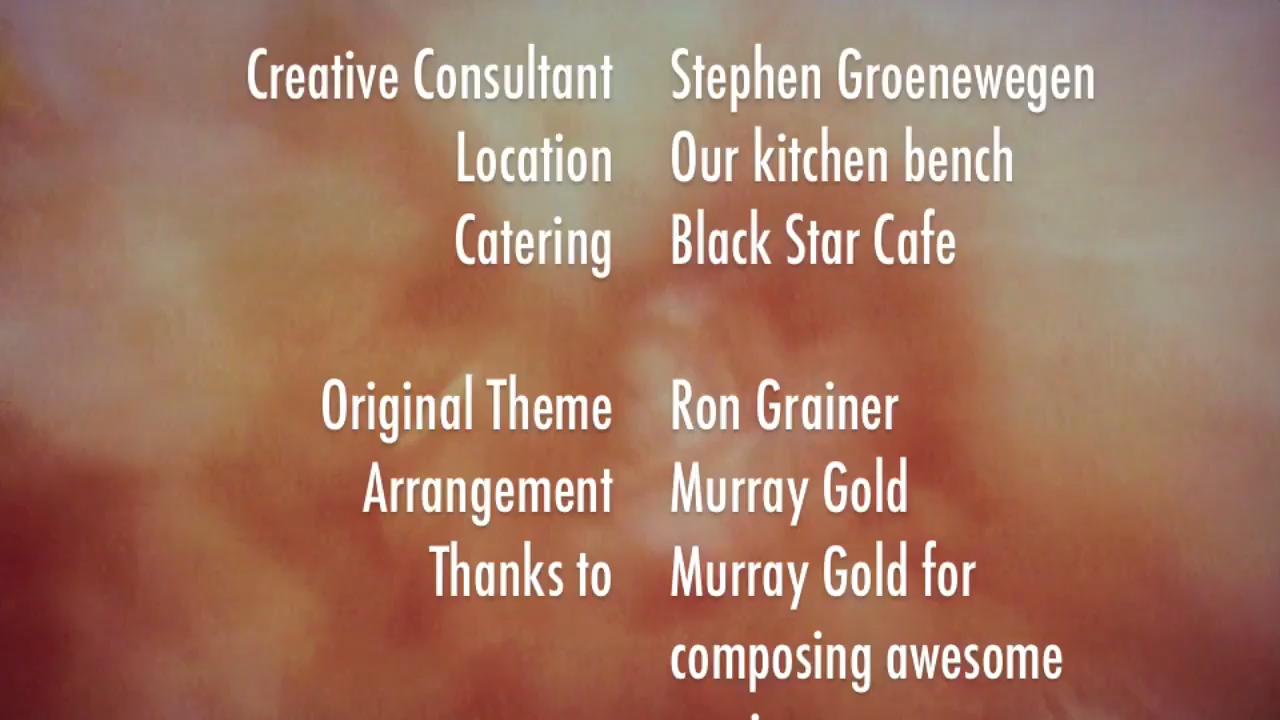 Creative Consultant Stephen Groenewegen
Location Our kitchen bench
Catering Black Star Cafe
Original Theme Ron Grainer
Arrangement Murray Gold
Thanks to Murray Gold for
composing awesome